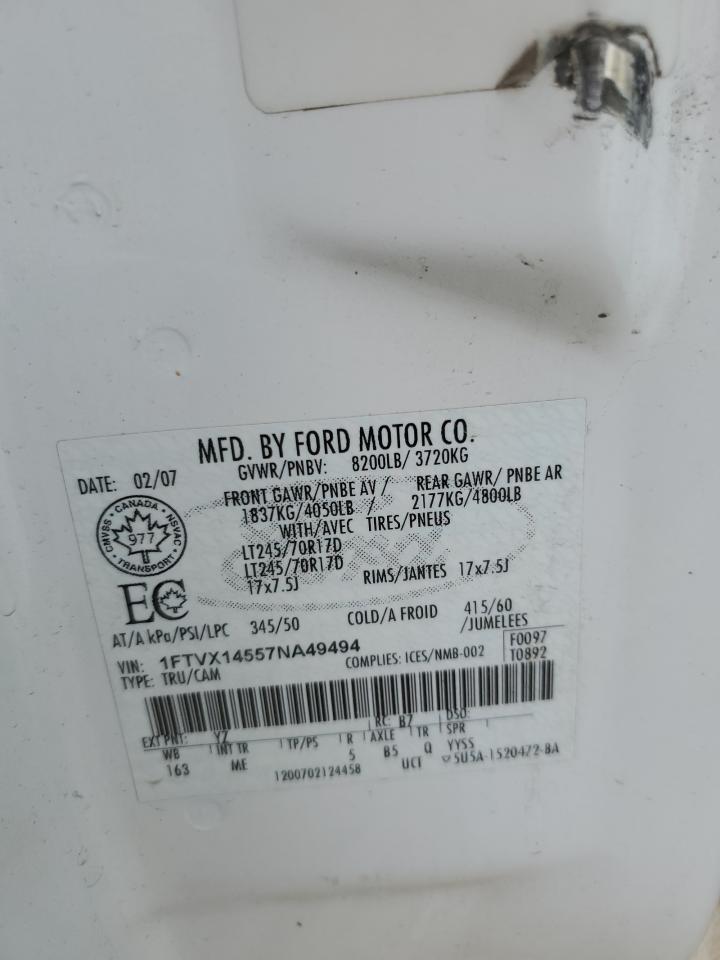 MFD. BY FORD MOTOR CO.
DATE: 02/07
GVWR/PNBV: 8200LB/ 3720KG
FRONT GAWR/PNBE AV / REAR GAWR/ PNBE AR
1837KG/4050LB / 2177KG/4800LB
WITH/AVEC TIRES/PNEUS
LT245/70R17D
LT245/70R17D
17x7.5J RIMS/JANTES 17x7.5J
CMVSS • CANADA • NSVAC
977
• TRANSPORT •
EC
AT/A kPa/PSI/LPC 345/50 COLD/A FROID 415/60
/JUMELEES
VIN: 1FTVX14557NA49494
COMPLIES: ICES/NMB-002
F0097
T0892
TYPE: TRU/CAM
EXT PNT: YZ RC: B7 DSO:
WB INT TR TP/PS R AXLE TR SPR
163 ME 5 B5 Q YYSS
1200702124458 UCT 5U5A-1520472-BA